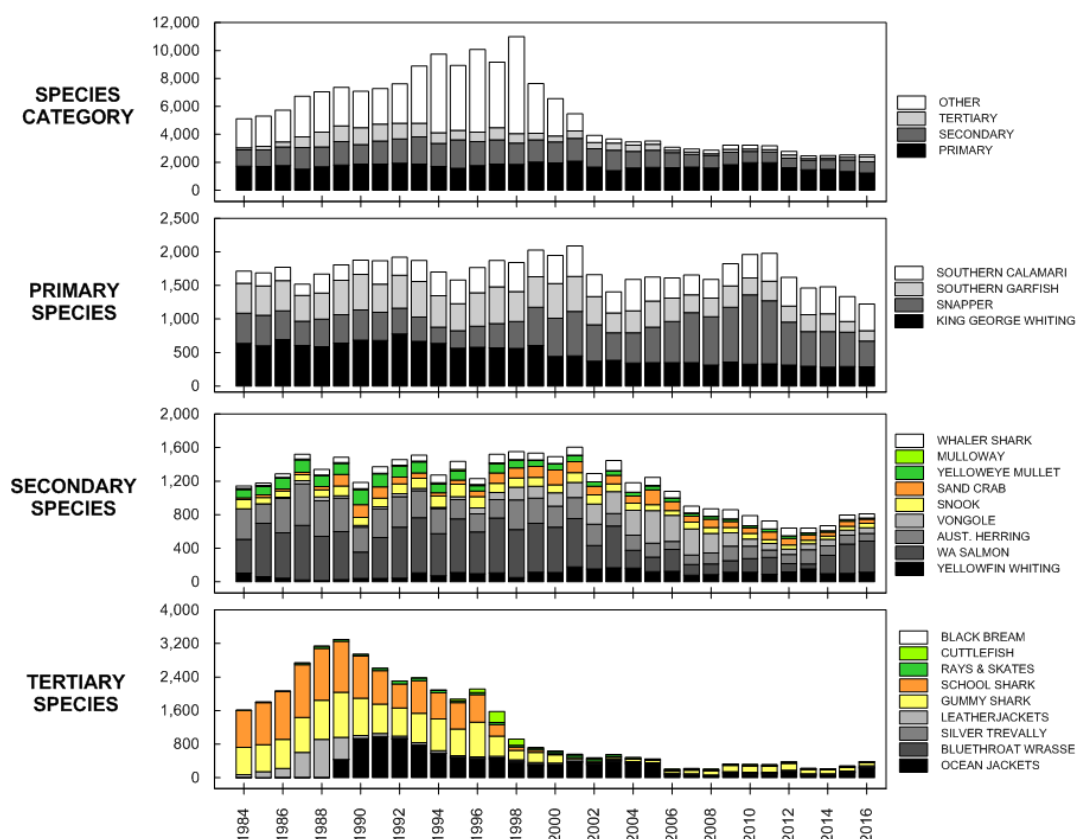 SPECIES
CATEGORY
12,000
10,000
8,000
6,000
4,000
2,000
0
OTHER
TERTIARY
SECONDARY
PRIMARY
PRIMARY
SPECIES
2,500
2,000
1,500
1,000
500
0
SOUTHERN CALAMARI
SOUTHERN GARFISH
SNAPPER
KING GEORGE WHITING
SECONDARY
SPECIES
2,000
1,600
1,200
800
400
0
WHALER SHARK
MULLOWAY
YELLOWEYE MULLET
SAND CRAB
SNOOK
VONGOLE
AUST. HERRING
WA SALMON
YELLOWFIN WHITING
TERTIARY
SPECIES
4,000
3,200
2,400
1,600
800
0
BLACK BREAM
CUTTLEFISH
RAYS & SKATES
SCHOOL SHARK
GUMMY SHARK
LEATHERJACKETS
SILVER TREVALLY
BLUETHROAT WRASSE
OCEAN JACKETS
1984
1986
1988
1990
1992
1994
1996
1998
2000
2002
2004
2006
2008
2010
2012
2014
2016